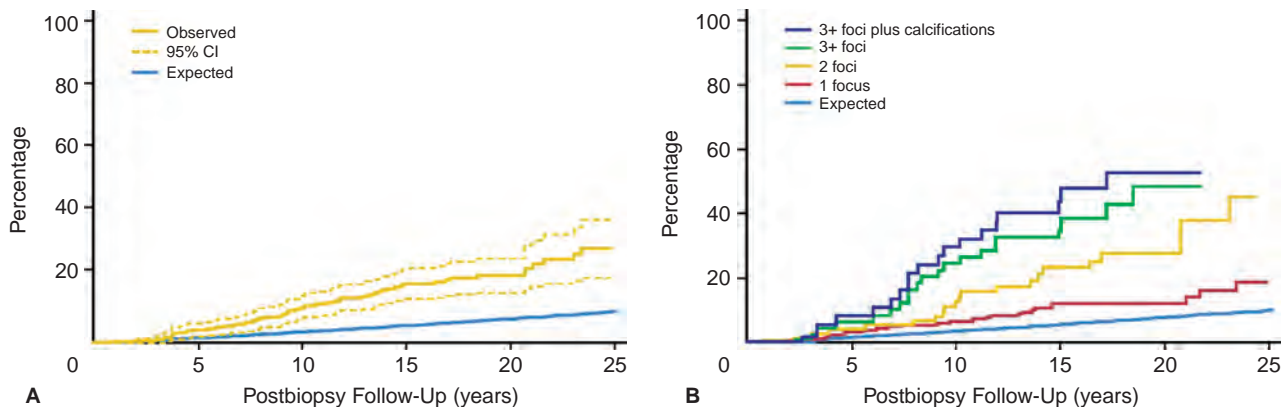 100
80
60
40
20
0
5
10
15
20
25
Percentage
Observed
95% CI
Expected
Postbiopsy Follow-Up (years)
A
100
80
60
40
20
0
5
10
15
20
25
Percentage
3+ foci plus calcifications
3+ foci
2 foci
1 focus
Expected
Postbiopsy Follow-Up (years)
B